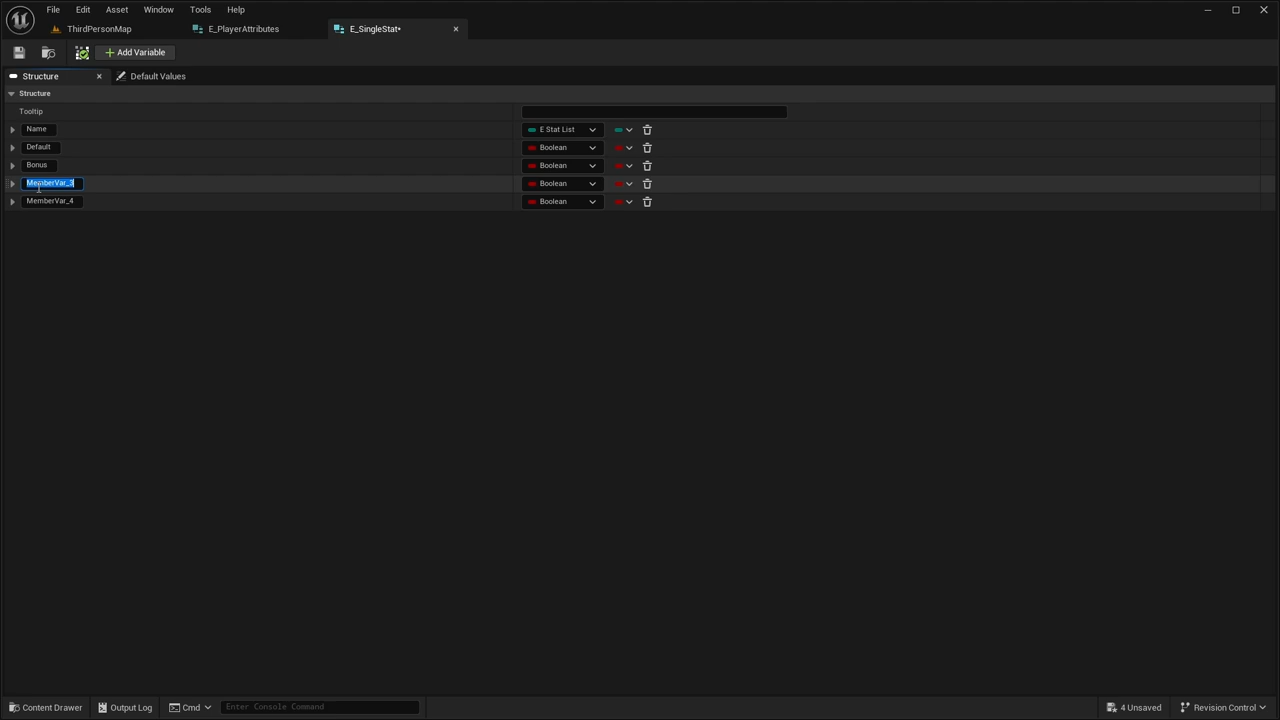 File Edit Asset Window Tools Help
ThirdPersonMap E_PlayerAttributes E_SingleStat•
Add Variable
Structure Default Values
Structure
Tooltip
Name E Stat List
Default Boolean
Bonus Boolean
MemberVar_3 Boolean
MemberVar_4 Boolean
Content Drawer Output Log Cmd Enter Console Command 4 Unsaved Revision Control